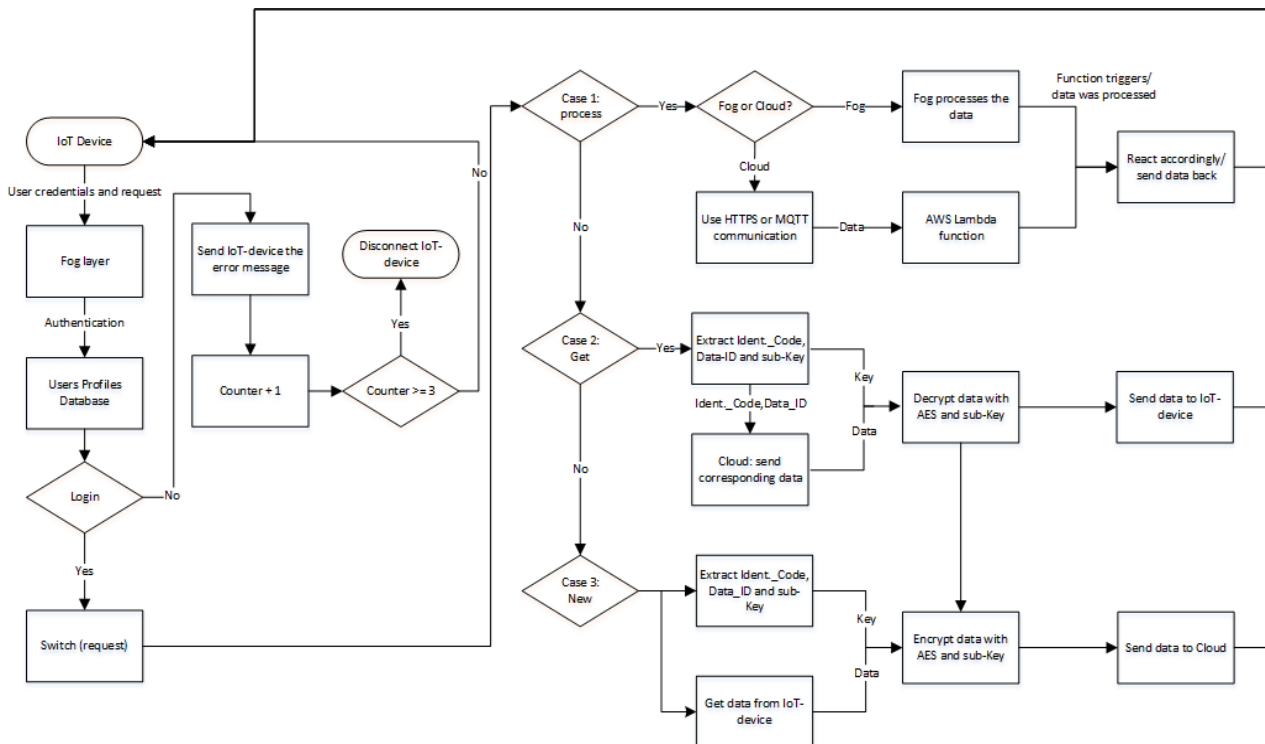 IoT Device
User credentials and request
Fog layer
Authentication
Users Profiles
Database
Login
No
Yes
Switch (request)
Send IoT-device the
error message
Counter + 1
Counter >= 3
Yes
Disconnect IoT-
device
No
Case 1:
process
Yes
Fog or Cloud?
Fog
Fog processes the
data
Function triggers/
data was processed
React accordingly/
send data back
Cloud
Use HTTPS or MQTT
communication
Data
AWS Lambda
function
No
Case 2:
Get
Yes
Extract Ident._Code,
Data-ID and sub-Key
Key
Ident._Code,Data_ID
Data
Cloud: send
corresponding data
Decrypt data with
AES and sub-Key
Send data to IoT-
device
No
Case 3:
New
Extract Ident._Code,
Data_ID and sub-
Key
Key
Data
Get data from IoT-
device
Encrypt data with
AES and sub-Key
Send data to Cloud